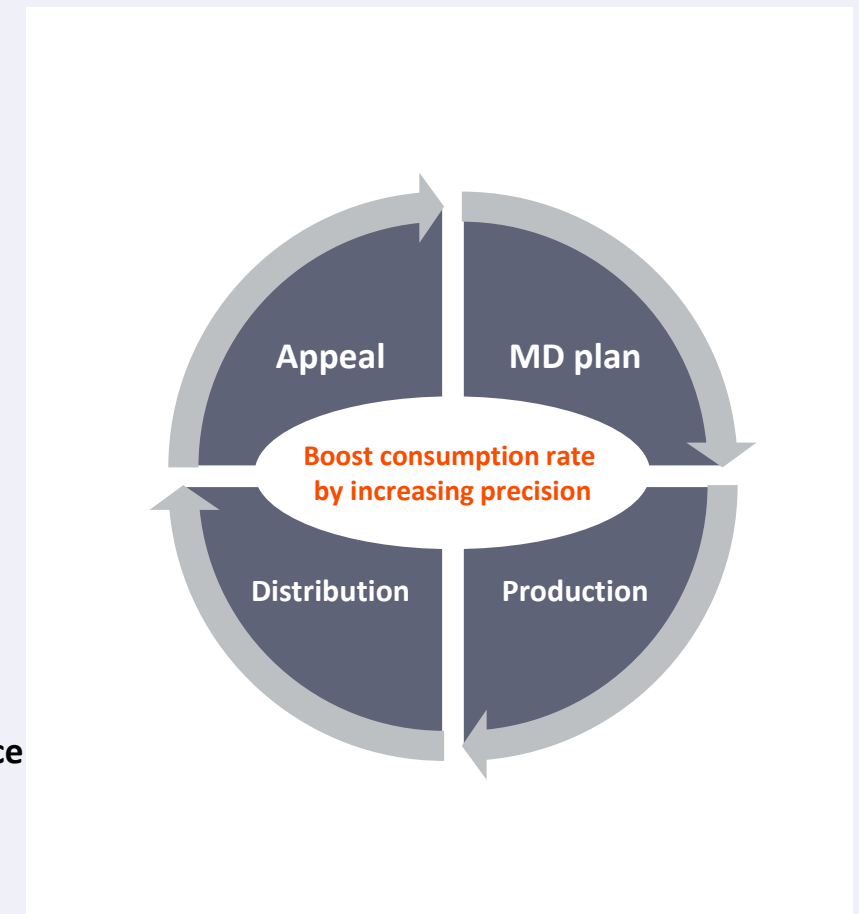 Appeal
MD plan
Boost consumption rate
by increasing precision
Distribution
Production